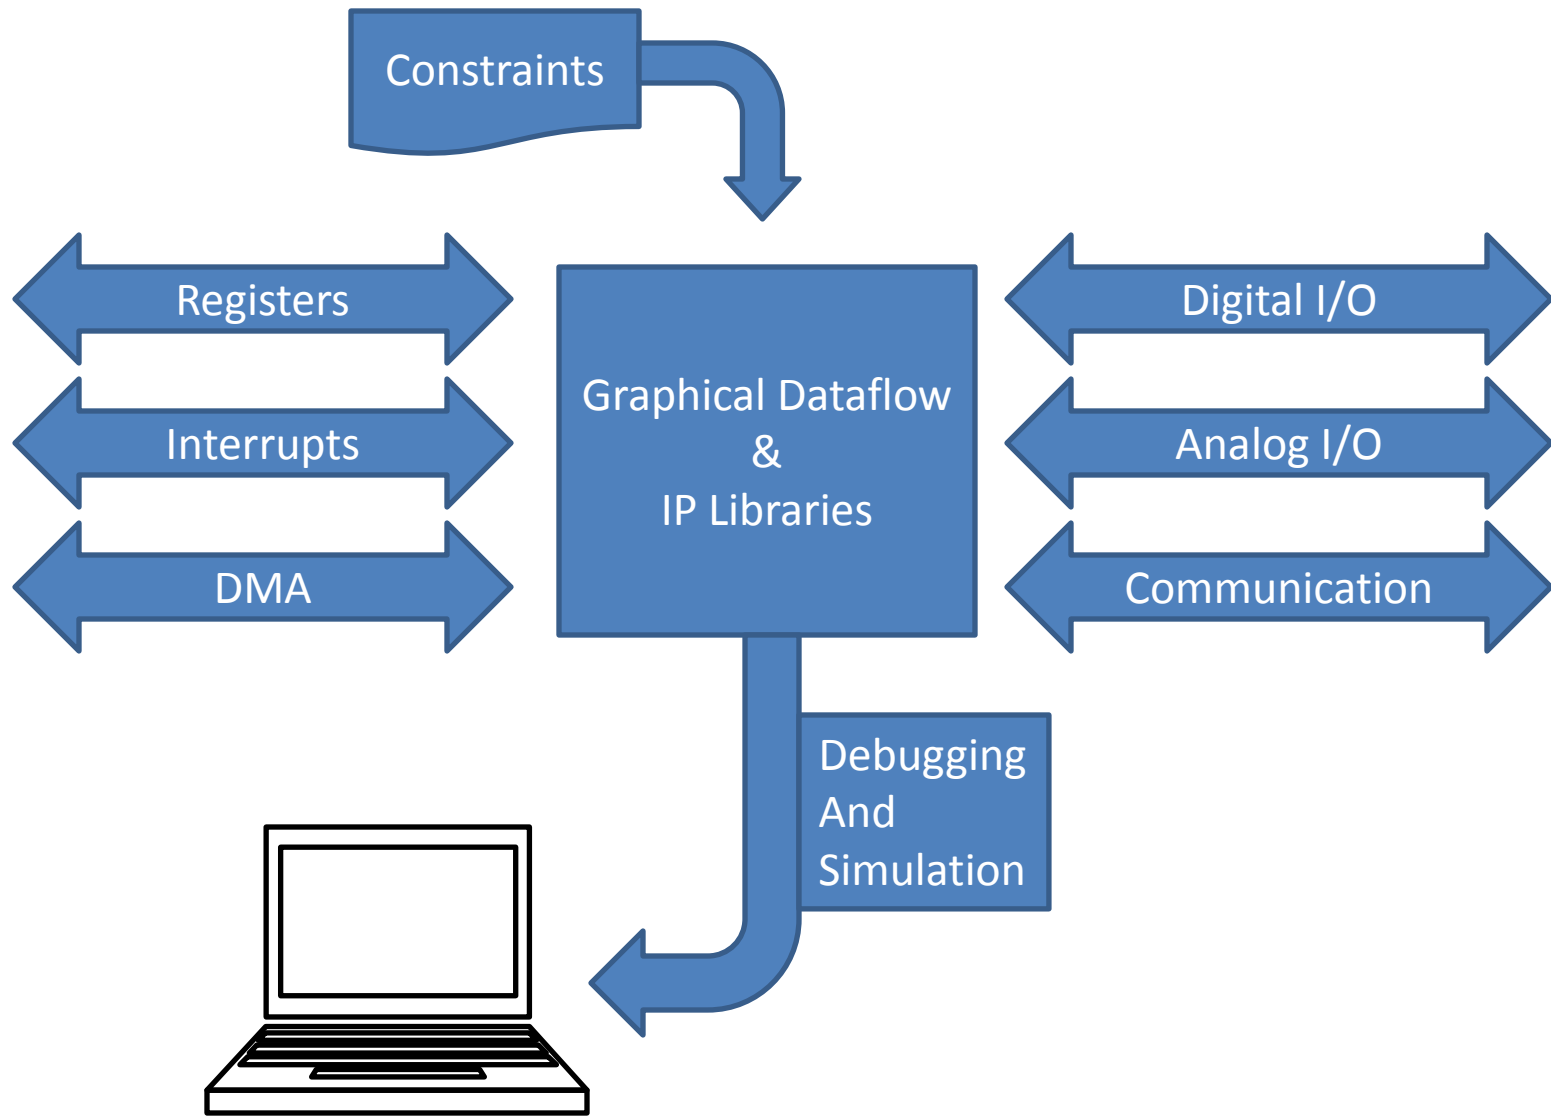 Constraints
Registers
Interrupts
DMA
Graphical Dataflow
&
IP Libraries
Digital I/O
Analog I/O
Communication
Debugging
And
Simulation